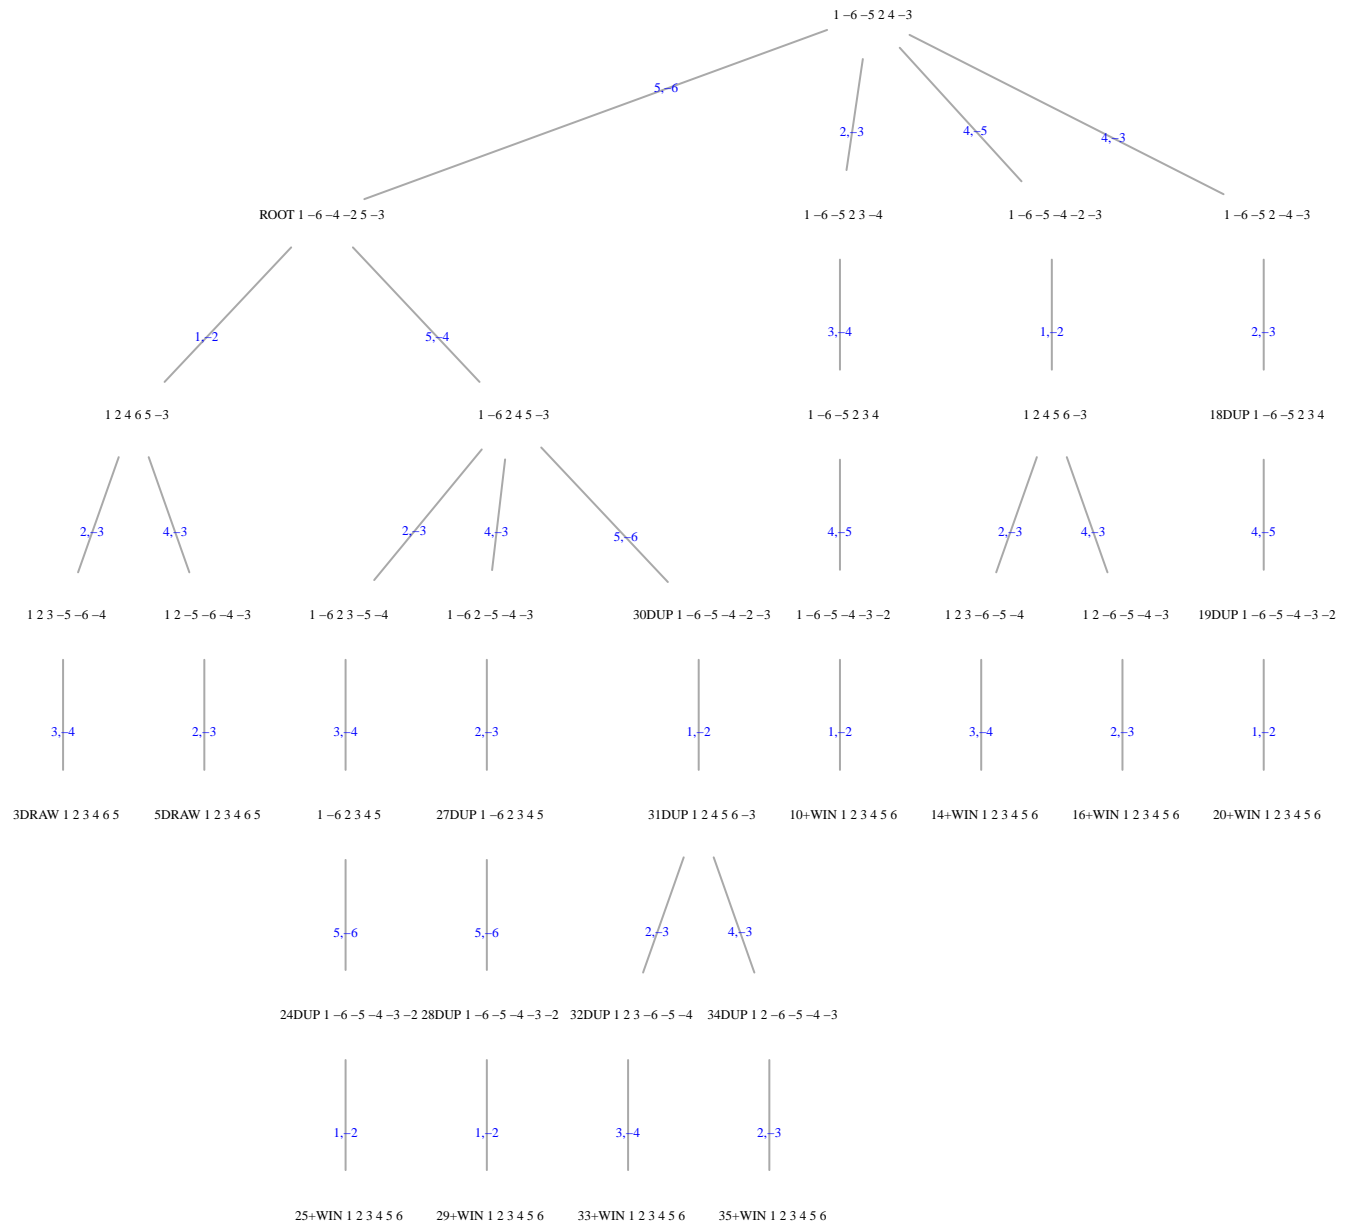 1 −6 −5 2 4 −3
5,−6
2,−3
4,−5
4,−3
ROOT 1 −6 −4 −2 5 −3
1 −6 −5 2 3 −4
1 −6 −5 −4 −2 −3
1 −6 −5 2 −4 −3
1,−2
5,−4
3,−4
1,−2
2,−3
1 2 4 6 5 −3
1 −6 2 4 5 −3
1 −6 −5 2 3 4
1 2 4 5 6 −3
18DUP 1 −6 −5 2 3 4
2,−3
4,−3
2,−3
4,−3
5,−6
4,−5
2,−3
4,−3
4,−5
1 2 3 −5 −6 −4
1 2 −5 −6 −4 −3
1 −6 2 3 −5 −4
1 −6 2 −5 −4 −3
30DUP 1 −6 −5 −4 −2 −3
1 −6 −5 −4 −3 −2
1 2 3 −6 −5 −4
1 2 −6 −5 −4 −3
19DUP 1 −6 −5 −4 −3 −2
3,−4
2,−3
3,−4
2,−3
1,−2
1,−2
3,−4
2,−3
1,−2
3DRAW 1 2 3 4 6 5
5DRAW 1 2 3 4 6 5
1 −6 2 3 4 5
27DUP 1 −6 2 3 4 5
31DUP 1 2 4 5 6 −3
10+WIN 1 2 3 4 5 6
14+WIN 1 2 3 4 5 6
16+WIN 1 2 3 4 5 6
20+WIN 1 2 3 4 5 6
5,−6
5,−6
2,−3
4,−3
24DUP 1 −6 −5 −4 −3 −2
28DUP 1 −6 −5 −4 −3 −2
32DUP 1 2 3 −6 −5 −4
34DUP 1 2 −6 −5 −4 −3
1,−2
1,−2
3,−4
2,−3
25+WIN 1 2 3 4 5 6
29+WIN 1 2 3 4 5 6
33+WIN 1 2 3 4 5 6
35+WIN 1 2 3 4 5 6